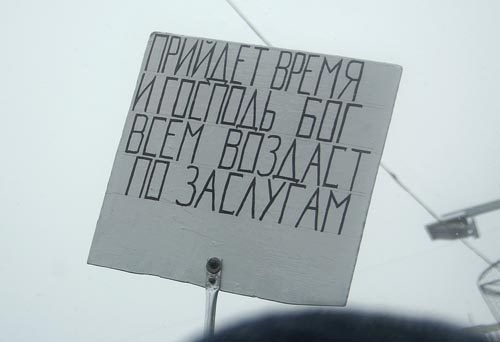 ПРИЙДЕТ ВРЕМЯ
И ГОСПОДЬ БОГ
ВСЕМ ВОЗДАСТ
ПО ЗАСЛУГАМ